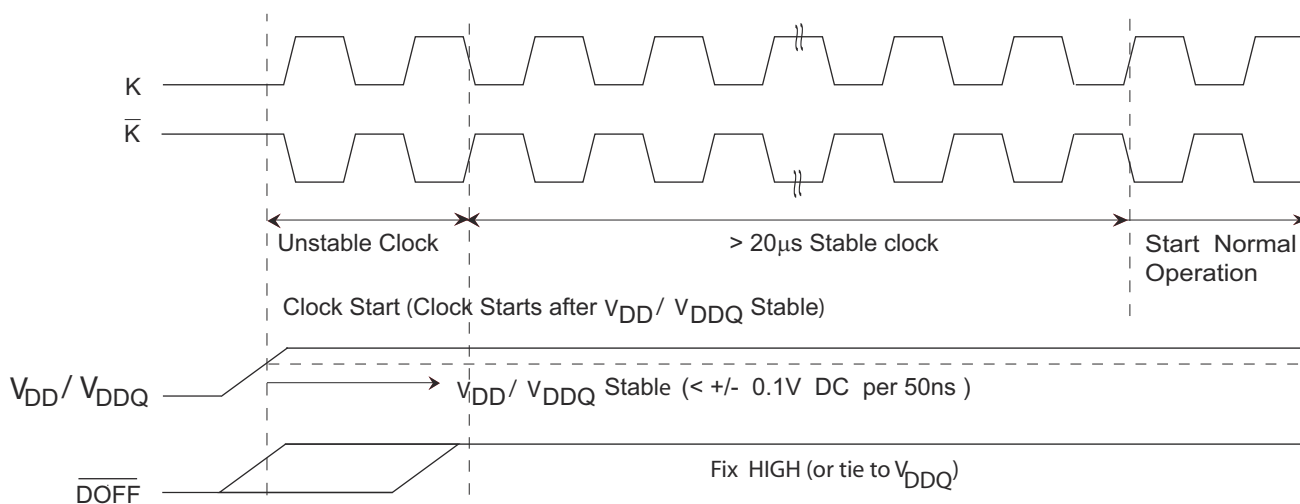 K
K̅
Unstable Clock
> 20μs Stable clock
Start Normal
Operation
Clock Start (Clock Starts after VDD / VDDQ Stable)
VDD / VDDQ
VDD / VDDQ Stable (< +/- 0.1V DC per 50ns )
Fix HIGH (or tie to VDDQ)
D̅O̅F̅F̅